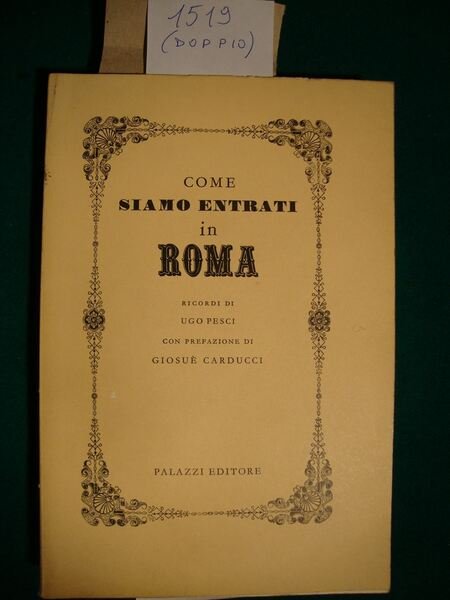 1519
(DOPPIO)
COME
SIAMO ENTRATI
in
ROMA
RICORDI DI
UGO PESCI
CON PREFAZIONE DI
GIOSUÈ CARDUCCI
PALAZZI EDITORE